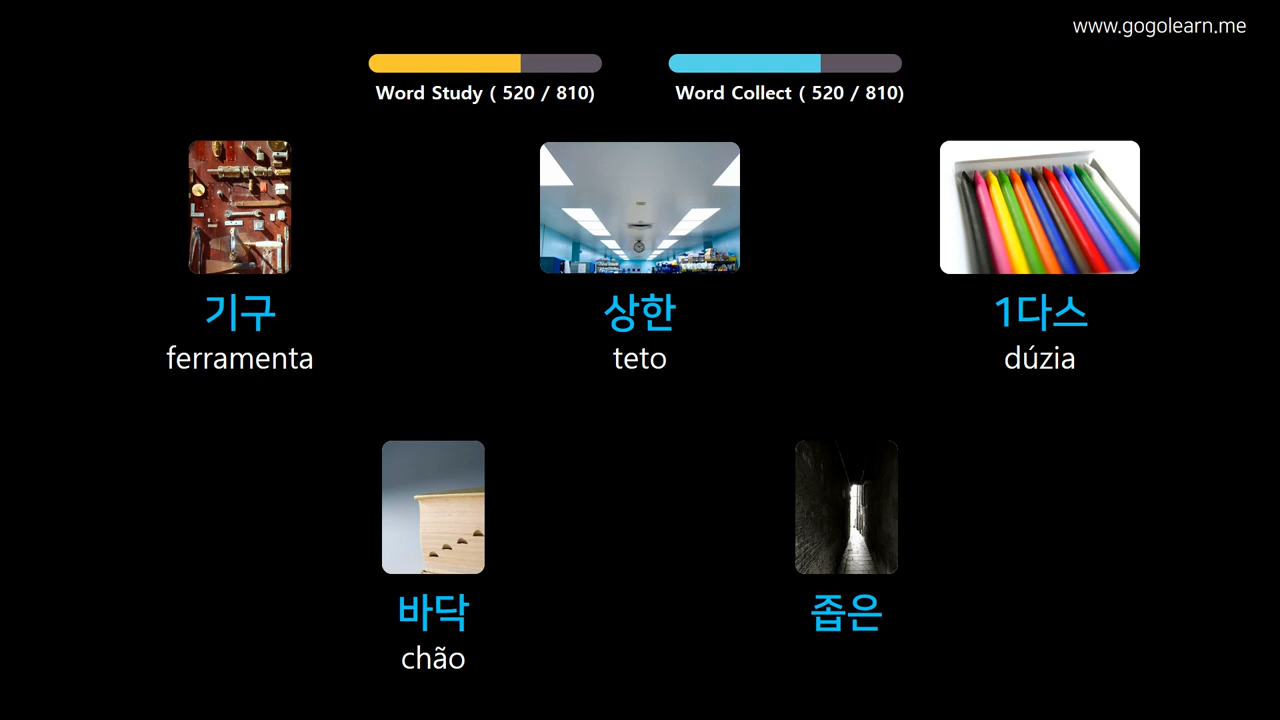 www.gogolearn.me
Word Study ( 520 / 810)
Word Collect ( 520 / 810)
기구
ferramenta
상한
teto
1다스
dúzia
바닥
chão
좁은